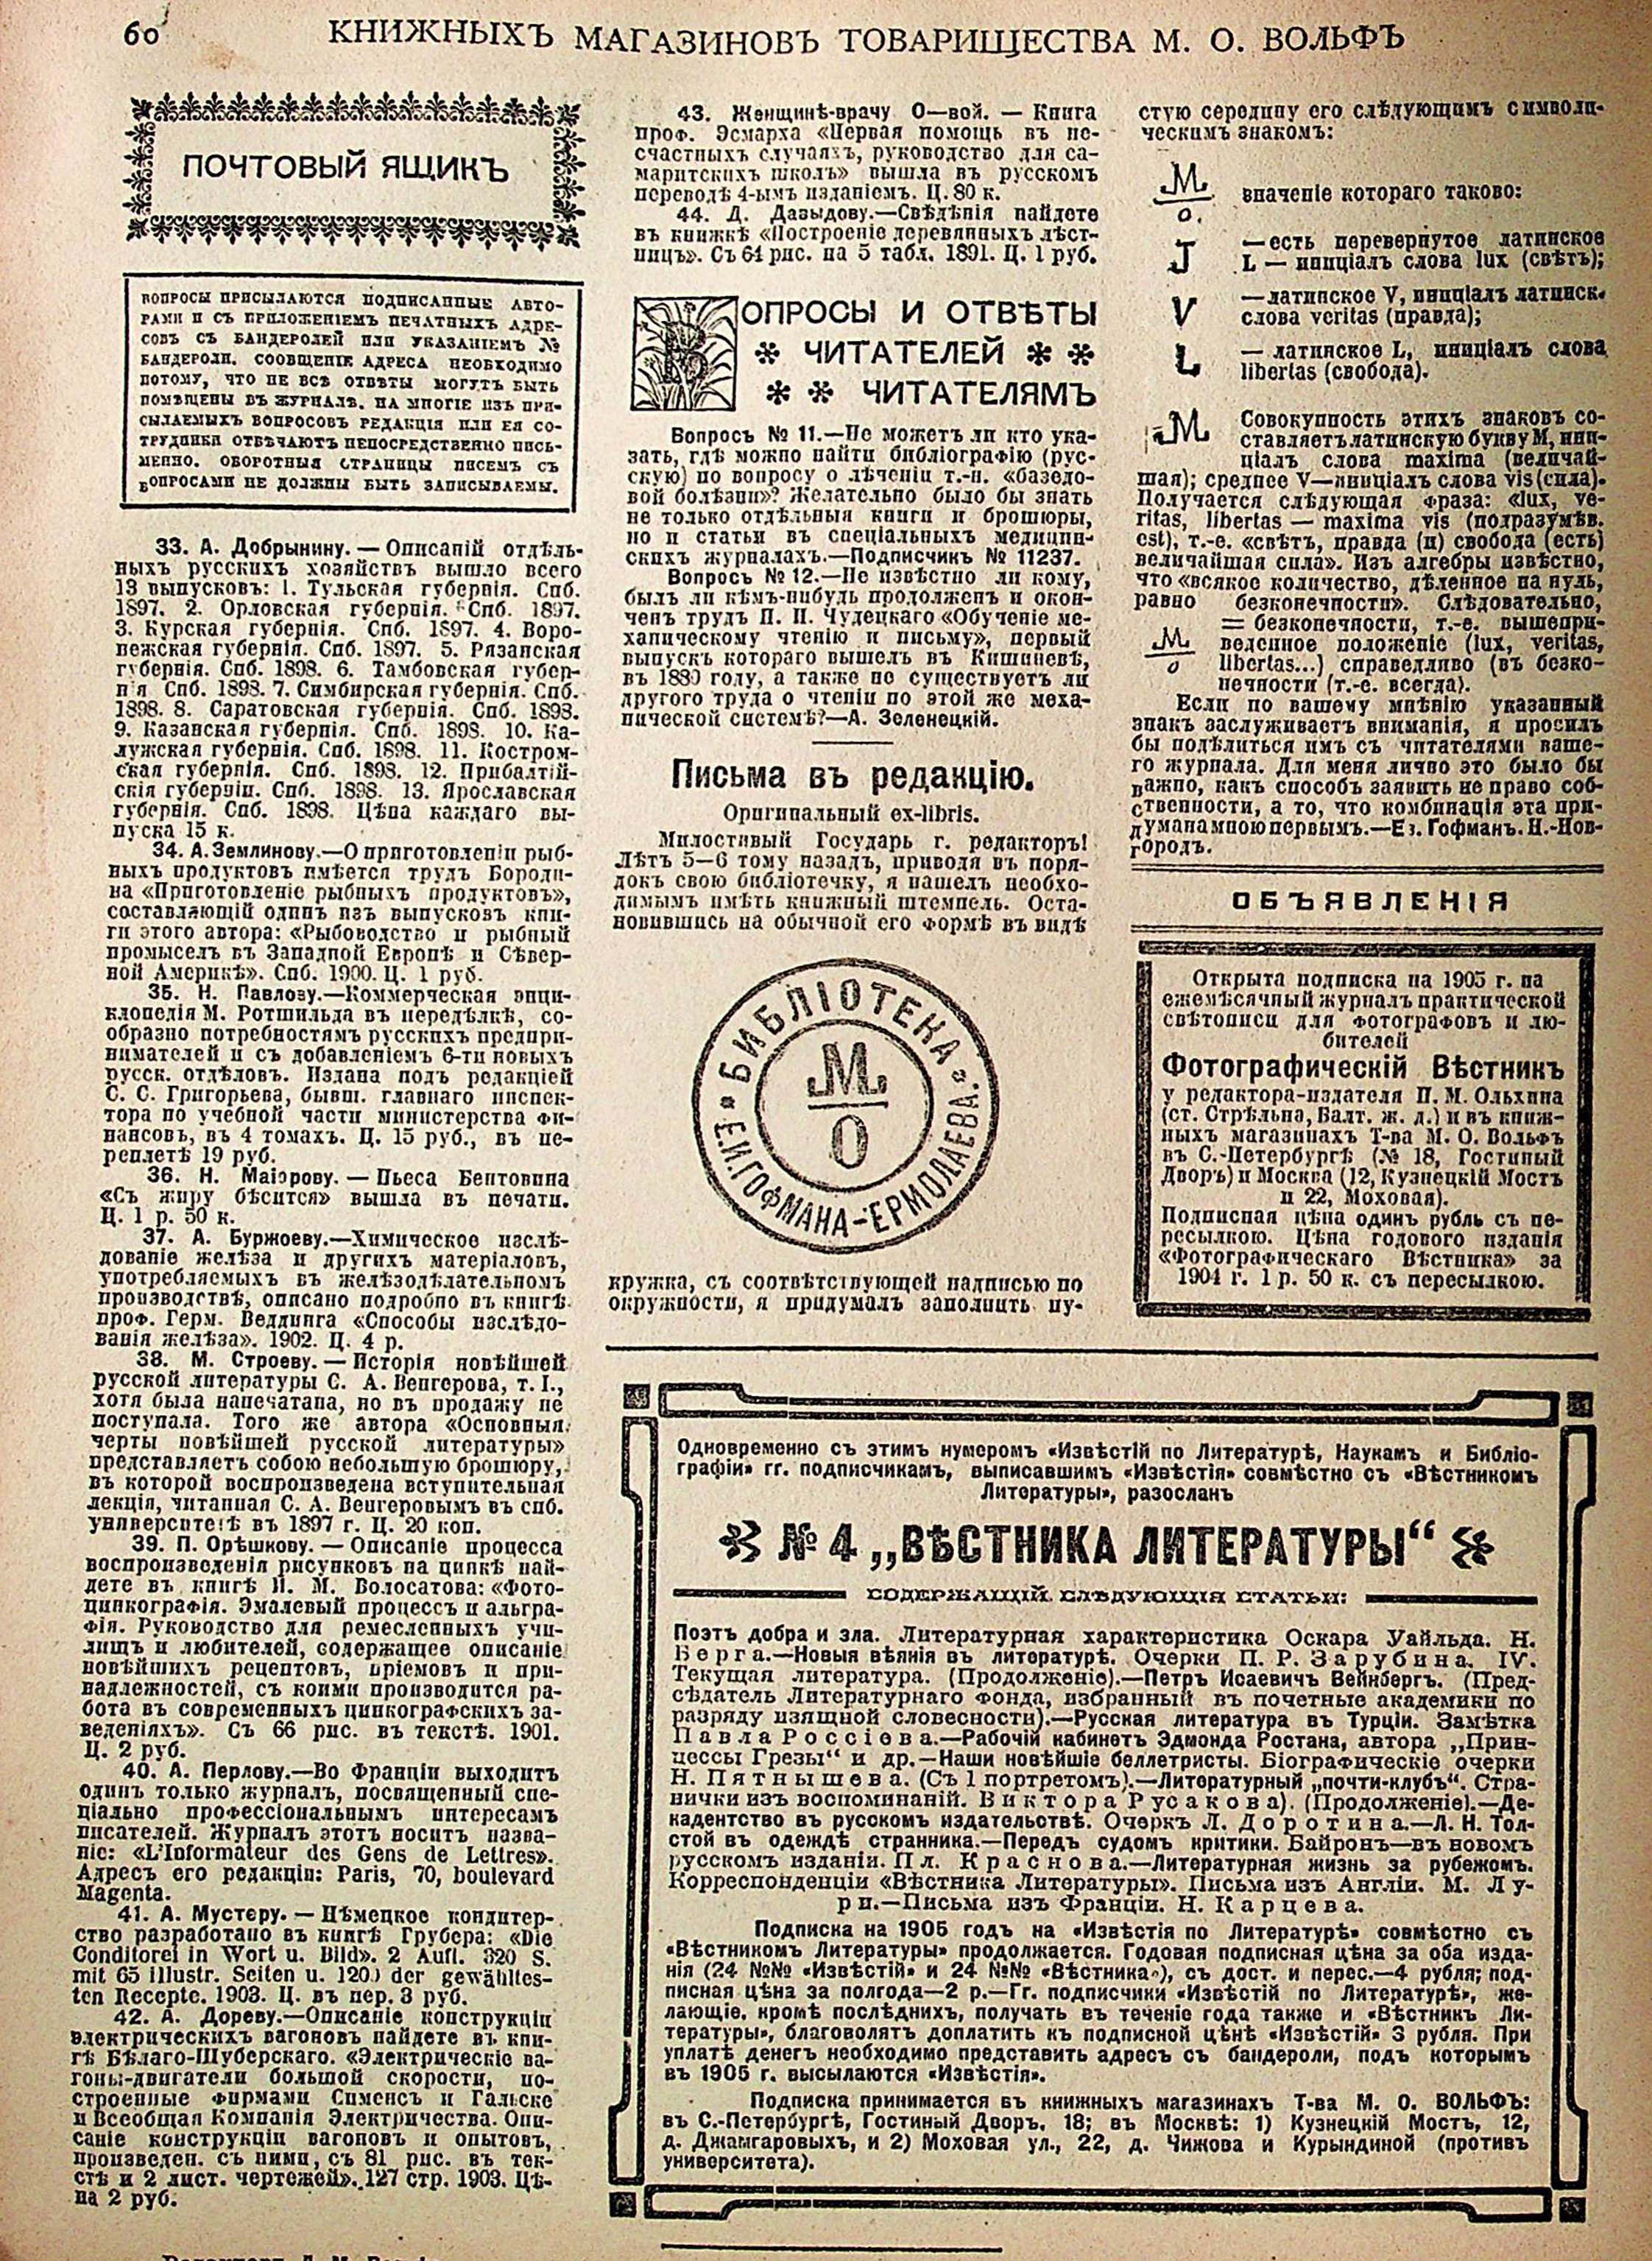 60
КНИЖНЫХЪ МАГАЗИНОВЪ ТОВАРИЩЕСТВА М. О. ВОЛЬФЪ
ПОЧТОВЫЙ ЯЩИКЪ
ВОПРОСЫ ПРИСЫЛАЮТСЯ ПОДПИСАННЫЕ АВТО-
РАМИ И СЪ ПРИЛОЖЕНІЕМЪ ПЕЧАТНЫХЪ АДРЕ-
СОВЪ СЪ БАНДЕРОЛЕЙ ИЛИ УКАЗАНІЕМЪ №
БАНДЕРОЛИ. СООБЩЕНІЕ АДРЕСА НЕОБХОДИМО
ПОТОМУ, ЧТО НЕ ВСѢ ОТВѢТЫ МОГУТЪ БЫТЬ
ПОМѢЩЕНЫ ВЪ ЖУРНАЛѢ. НА МНОГІЕ ИЗЪ ПРИ-
СЫЛАЕМЫХЪ ВОПРОСОВЪ РЕДАКЦІЯ ИЛИ ЕЯ СО-
ТРУДНИКИ ОТВѢЧАЮТЪ НЕПОСРЕДСТВЕННО ПИСЬ-
МЕННО. ОБОРОТНЫЯ СТРАНИЦЫ ПИСЕМЪ СЪ
ВОПРОСАМИ НЕ ДОЛЖНЫ БЫТЬ ЗАПИСЫВАЕМЫ.
33. А. Добрынину. — Описаній отдѣль-
ныхъ русскихъ хозяйствъ вышло всего
13 выпусковъ: 1. Тульская губернія. Спб.
1897. 2. Орловская губернія. Спб. 1897.
3. Курская губернія. Спб. 1897. 4. Воро-
нежская губернія. Спб. 1897. 5. Рязанская
губернія. Спб. 1898. 6. Тамбовская губер-
нія Спб. 1898. 7. Симбирская губернія. Спб.
1898. 8. Саратовская губернія. Спб. 1898.
9. Казанская губернія. Спб. 1898. 10. Ка-
лужская губернія. Спб. 1898. 11. Костром-
ская губернія. Спб. 1898. 12. Прибалтій-
скія губерніи. Спб. 1898. 13. Ярославская
губернія. Спб. 1898. Цѣна каждаго вы-
пуска 15 к.
34. А. Землинову.—О приготовленіи рыб-
ныхъ продуктовъ имѣется трудъ Бороди-
на «Приготовленіе рыбныхъ продуктовъ»,
составляющій одинъ изъ выпусковъ кни-
ги этого автора: «Рыбоводство и рыбный
промыселъ въ Западной Европѣ и Сѣвер-
ной Америкѣ». Спб. 1900. Ц. 1 руб.
35. Н. Павлову.—Коммерческая энци-
клопедія М. Ротшильда въ передѣлкѣ, со-
образно потребностямъ русскихъ предпри-
нимателей и съ добавленіемъ 6-ти новыхъ
русск. отдѣловъ. Издана подъ редакціей
С. С. Григорьева, бывш. главнаго инспек-
тора по учебной части министерства фи-
нансовъ, въ 4 томахъ. Ц. 15 руб., въ пе-
реплетѣ 19 руб.
36. Н. Маіорову. — Пьеса Бентовина
«Съ жиру бѣсится» вышла въ печати.
Ц. 1 р. 50 к.
37. А. Буржоеву.—Химическое изслѣ-
дованіе желѣза и другихъ матеріаловъ,
употребляемыхъ въ желѣзодѣлательномъ
производствѣ, описано подробно въ книгѣ
проф. Герм. Веддинга «Способы изслѣдо-
ванія желѣза». 1902. Ц. 4 р.
38. М. Строеву. — Исторія новѣйшей
русской литературы С. А. Венгерова, т. I.,
хотя была напечатана, но въ продажу не
поступала. Того же автора «Основныя
черты новѣйшей русской литературы»
представляетъ собою небольшую брошюру,
въ которой воспроизведена вступительная
лекція, читанная С. А. Венгеровымъ въ спб.
университетѣ въ 1897 г. Ц. 20 коп.
39. П. Орѣшкову. — Описаніе процесса
воспроизведенія рисунковъ на цинкѣ най-
дете въ книгѣ П. М. Волосатова: «Фото-
цинкографія. Эмалевый процессъ и альгра-
фія. Руководство для ремесленныхъ учи-
лищъ и любителей, содержащее описаніе
новѣйшихъ рецептовъ, пріемовъ и при-
надлежностей, съ коими производится ра-
бота въ современныхъ цинкографскихъ за-
веденіяхъ». Съ 66 рис. въ текстѣ. 1901.
Ц. 2 руб.
40. А. Перлову.—Во Франціи выходитъ
одинъ только журналъ, посвященный спе-
ціально профессіональнымъ интересамъ
писателей. Журналъ этотъ носитъ назва-
ніе: «L'Informateur des Gens de Lettres».
Адресъ его редакціи: Paris, 70, boulevard
Magenta.
41. А. Мустеру. — Нѣмецкое кондитер-
ство разработано въ книгѣ Грубера: «Die
Conditorei in Wort u. Bild». 2 Aufl. 320 S.
mit 65 illustr. Seiten u. 1200 der gewähltes-
ten Recepte. 1903. Ц. въ пер. 3 руб.
42. А. Дореву.—Описаніе конструкціи
электрическихъ вагоновъ найдете въ кни-
гѣ Бѣлаго-Шуберскаго. «Электрическіе ва-
гоны-двигатели большой скорости, по-
строенные фирмами Сименсъ и Гальске
и Всеобщая Компанія Электричества. Опи-
саніе конструкціи вагоновъ и опытовъ,
произведен. съ ними, съ 81 рис. въ тек-
стѣ и 2 лист. чертежей». 127 стр. 1903. Цѣ-
на 2 руб.
43. Женщинѣ-врачу О—вой. — Книга
проф. Эсмарха «Первая помощь въ не-
счастныхъ случаяхъ, руководство для са-
маритскихъ школъ» вышла въ русскомъ
переводѣ 4-ымъ изданіемъ. Ц. 80 к.
44. Д. Давыдову.—Свѣдѣнія найдете
въ книжкѣ «Построеніе деревянныхъ лѣст-
ницъ». Съ 64 рис. на 5 табл. 1891. Ц. 1 руб.
ВОПРОСЫ И ОТВѢТЫ
ЧИТАТЕЛЕЙ
ЧИТАТЕЛЯМЪ
Вопросъ № 11.—Не можетъ ли кто ука-
зать, гдѣ можно найти библіографію (рус-
скую) по вопросу о лѣченіи т.-н. «базедо-
вой болѣзни»? Желательно было бы знать
не только отдѣльныя книги и брошюры,
но и статьи въ спеціальныхъ медицин-
скихъ журналахъ.—Подписчикъ № 11237.
Вопросъ № 12.—Не извѣстно ли кому,
былъ ли кѣмъ-нибудь продолженъ и окон-
ченъ трудъ П. П. Чудецкаго «Обученіе ме-
ханическому чтенію и письму», первый
выпускъ котораго вышелъ въ Кишиневѣ,
въ 1889 году, а также не существуетъ ли
другого труда о чтеніи по этой же меха-
нической системѣ?—А. Зеленецкій.
Письма въ редакцію.
Оригинальный ex-libris.
Милостивый Государь г. редакторъ!
Лѣтъ 5—6 тому назадъ, приводя въ поря-
докъ свою библіотечку, я нашелъ необхо-
димымъ имѣть книжный штемпель. Оста-
новившись на обычной его формѣ въ видѣ
БИБЛІОТЕКА
Е.И.ГОФМАНА-ЕРМОЛАЕВА.
М
О
кружка, съ соотвѣтствующей надписью по
окружности, я придумалъ заполнить пу-
стую середину его слѣдующимъ символи-
ческимъ знакомъ:
М
о.
значеніе котораго таково:
J —есть перевернутое латинское
L — инициалъ слова lux (свѣтъ);
V —латинское V, инициалъ латинск.
слова veritas (правда);
L — латинское L, инициалъ слова
libertas (свобода).
М Совокупность этихъ знаковъ со-
ставляетъ латинскую букву М, ини-
ціалъ слова maxima (величай-
шая); среднее V—инициалъ слова vis (сила).
Получается слѣдующая фраза: «lux, ve-
ritas, libertas — maxima vis (подразумѣв.
est), т.-е. «свѣтъ, правда (и) свобода (есть)
величайшая сила». Изъ алгебры извѣстно,
что «всякое количество, дѣленное на нуль,
равно безконечности». Слѣдовательно,
М
о
= безконечности, т.-е. вышепри-
веденное положеніе (lux, veritas,
libertas...) справедливо (въ безко-
нечности (т.-е. всегда).
Если по вашему мнѣнію указанный
знакъ заслуживаетъ вниманія, я просилъ
бы подѣлиться имъ съ читателями ваше-
го журнала. Для меня лично это было бы
важно, какъ способъ заявить не право соб-
ственности, а то, что комбинація эта при-
думана мною первымъ.—Ег. Гофманъ. Н.-Нов-
городъ.
ОБЪЯВЛЕНІЯ
Открыта подписка на 1905 г. на
ежемѣсячный журналъ практической
свѣтописи для фотографовъ и лю-
бителей
Фотографическій Вѣстникъ
у редактора-издателя П. М. Ольхина
(ст. Стрѣльна, Балт. ж. д.) и въ книж-
ныхъ магазинахъ Т-ва М. О. Вольфъ
въ С.-Петербургѣ (№ 18, Гостиный
Дворъ) и Москва (12, Кузнецкій Мостъ
и 22, Моховая).
Подписная цѣна одинъ рубль съ пе-
ресылкою. Цѣна годового изданія
«Фотографическаго Вѣстника» за
1904 г. 1 р. 50 к. съ пересылкою.
Одновременно съ этимъ нумеромъ «Извѣстій по Литературѣ, Наукамъ и Библіо-
графіи» гг. подписчикамъ, выписавшимъ «Извѣстія» совмѣстно съ «Вѣстникомъ
Литературы», разосланъ
№ 4 „ВѢСТНИКА ЛИТЕРАТУРЫ“
СОДЕРЖАЩІЙ СЛѢДУЮЩІЯ СТАТЬИ:
Поэтъ добра и зла. Литературная характеристика Оскара Уайльда. Н.
Берга.—Новыя вѣянія въ литературѣ. Очерки П. Р. Зарубина. IV.
Текущая литература. (Продолженіе).—Петръ Исаевичъ Вейнбергъ. (Пред-
сѣдатель Литературнаго Фонда, избранный въ почетные академики по
разряду изящной словесности).—Русская литература въ Турціи. Замѣтка
Павла Россіева.—Рабочій кабинетъ Эдмонда Ростана, автора „Прин-
цессы Грезы“ и др.—Наши новѣйшіе беллетристы. Біографическіе очерки
Н. Пятнышева. (Съ 1 портретомъ).—Литературный „почти-клубъ“. Стра-
нички изъ воспоминаній. Виктора Русакова). (Продолженіе).—Де-
кадентство въ русскомъ издательствѣ. Очеркъ Л. Доротина.—Л. Н. Тол-
стой въ одеждѣ странника.—Передъ судомъ критики. Байронъ—въ новомъ
русскомъ изданіи. Пл. Краснова.—Литературная жизнь за рубежомъ.
Корреспонденціи «Вѣстника Литературы». Письма изъ Англіи. М. Лу-
ри.—Письма изъ Франціи. Н. Карцева.
Подписка на 1905 годъ на «Извѣстія по Литературѣ» совмѣстно съ
«Вѣстникомъ Литературы» продолжается. Годовая подписная цѣна за оба изда-
нія (24 №№ «Извѣстій» и 24 №№ «Вѣстника»), съ дост. и перес.—4 рубля; под-
писная цѣна за полгода—2 р.—Гг. подписчики «Извѣстій по Литературѣ», же-
лающіе, кромѣ послѣднихъ, получать въ теченіе года также и «Вѣстникъ Ли-
тературы», благоволятъ доплатить къ подписной цѣнѣ «Извѣстій» 3 рубля. При
уплатѣ денегъ необходимо представить адресъ съ бандероли, подъ которымъ
въ 1905 г. высылаются «Извѣстія».
Подписка принимается въ книжныхъ магазинахъ Т-ва М. О. ВОЛЬФЪ:
въ С.-Петербургѣ, Гостиный Дворъ, 18; въ Москвѣ: 1) Кузнецкій Мостъ, 12,
д. Джамгаровыхъ, и 2) Моховая ул., 22, д. Чижова и Курындиной (противъ
университета).